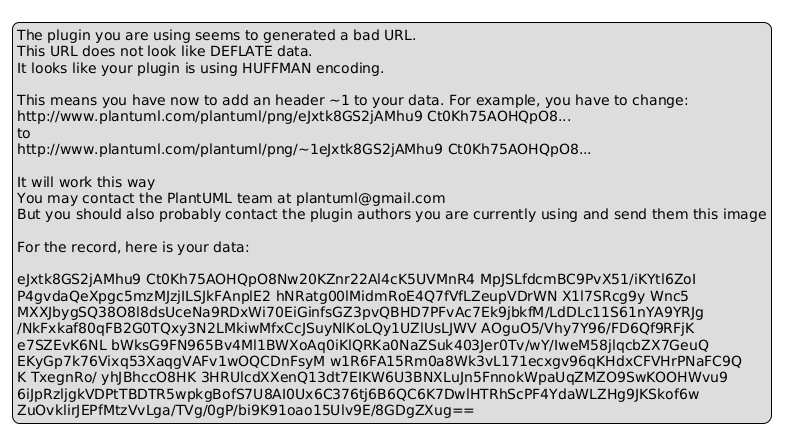 The plugin you are using seems to generated a bad URL.
This URL does not look like DEFLATE data.
It looks like your plugin is using HUFFMAN encoding.
This means you have now to add an header ~1 to your data. For example, you have to change:
http://www.plantuml.com/plantuml/png/eJxtk8GS2jAMhu9 Ct0Kh75AOHQpO8...
to
http://www.plantuml.com/plantuml/png/~1eJxtk8GS2jAMhu9 Ct0Kh75AOHQpO8...
It will work this way
You may contact the PlantUML team at plantuml@gmail.com
But you should also probably contact the plugin authors you are currently using and send them this image
For the record, here is your data:
eJxtk8GS2jAMhu9 Ct0Kh75AOHQpO8Nw20KZnr22Al4cK5UVMnR4 MpJSLfdcmBC9PvX51/iKYtl6ZoI
P4gvdaQeXpgc5mzMJzjlLSJkFAnplE2 hNRatg00lMidmRoE4Q7fVfLZeupVDrWN X1l7SRcg9y Wnc5
MXXJbygSQ38O8l8dsUceNa9RDxWi70EiGinfsGZ3pvQBHD7PFvAc7Ek9jbkfM/LdDLc11S61nYA9YRJg
/NkFxkaf80qFB2G0TQxy3N2LMkiwMfxCcJSuyNlKoLQy1UZlUsLJWV AOguO5/Vhy7Y96/FD6Qf9RFjK
e7SZEvK6NL bWksG9FN965Bv4Ml1BWXoAq0iKlQRKa0NaZSuk403Jer0Tv/wY/IweM58jlqcbZX7GeuQ
EKyGp7k76Vixq53XaqgVAFv1wOQCDnFsyM w1R6FA15Rm0a8Wk3vL171ecxgv96qKHdxCFVHrPNaFC9Q
K TxegnRo/ yhJBhccO8HK 3HRUlcdXXenQ13dt7EIKW6U3BNXLuJn5FnnokWpaUqZMZO9SwKOOHWvu9
6iJpRzljgkVDPtTBDTR5wpkgBofS7U8AI0Ux6C376tj6B6QC6K7DwlHTRhScPF4YdaWLZHg9JKSkof6w
ZuOvklirJEPfMtzVvLga/TVg/0gP/bi9K91oao15Ulv9E/8GDgZXug==